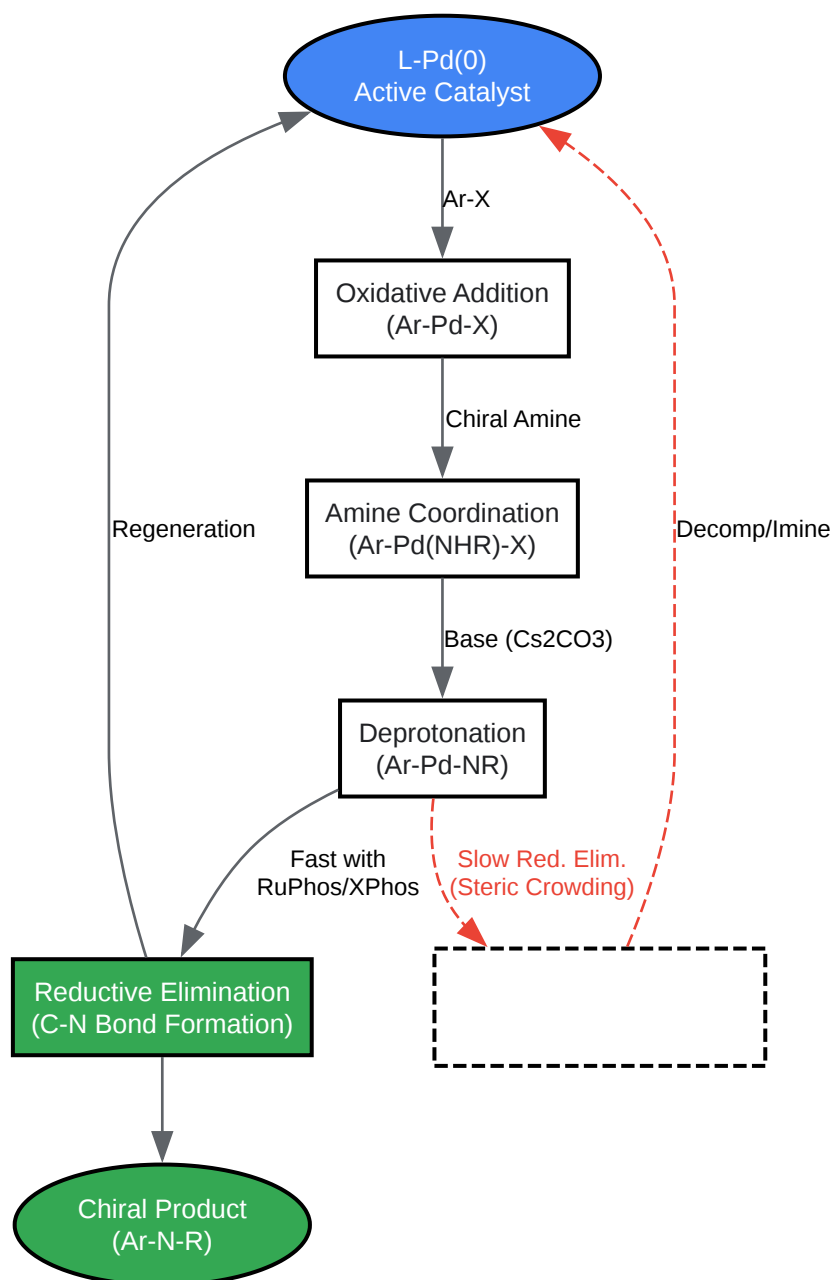 L-Pd(0)
Active Catalyst
Ar-X
Oxidative Addition
(Ar-Pd-X)
Chiral Amine
Amine Coordination
(Ar-Pd(NHR)-X)
Regeneration
Decomp/Imine
Base (Cs2CO3)
Deprotonation
(Ar-Pd-NR)
Fast with
RuPhos/XPhos
Slow Red. Elim.
(Steric Crowding)
Reductive Elimination
(C-N Bond Formation)
Chiral Product
(Ar-N-R)